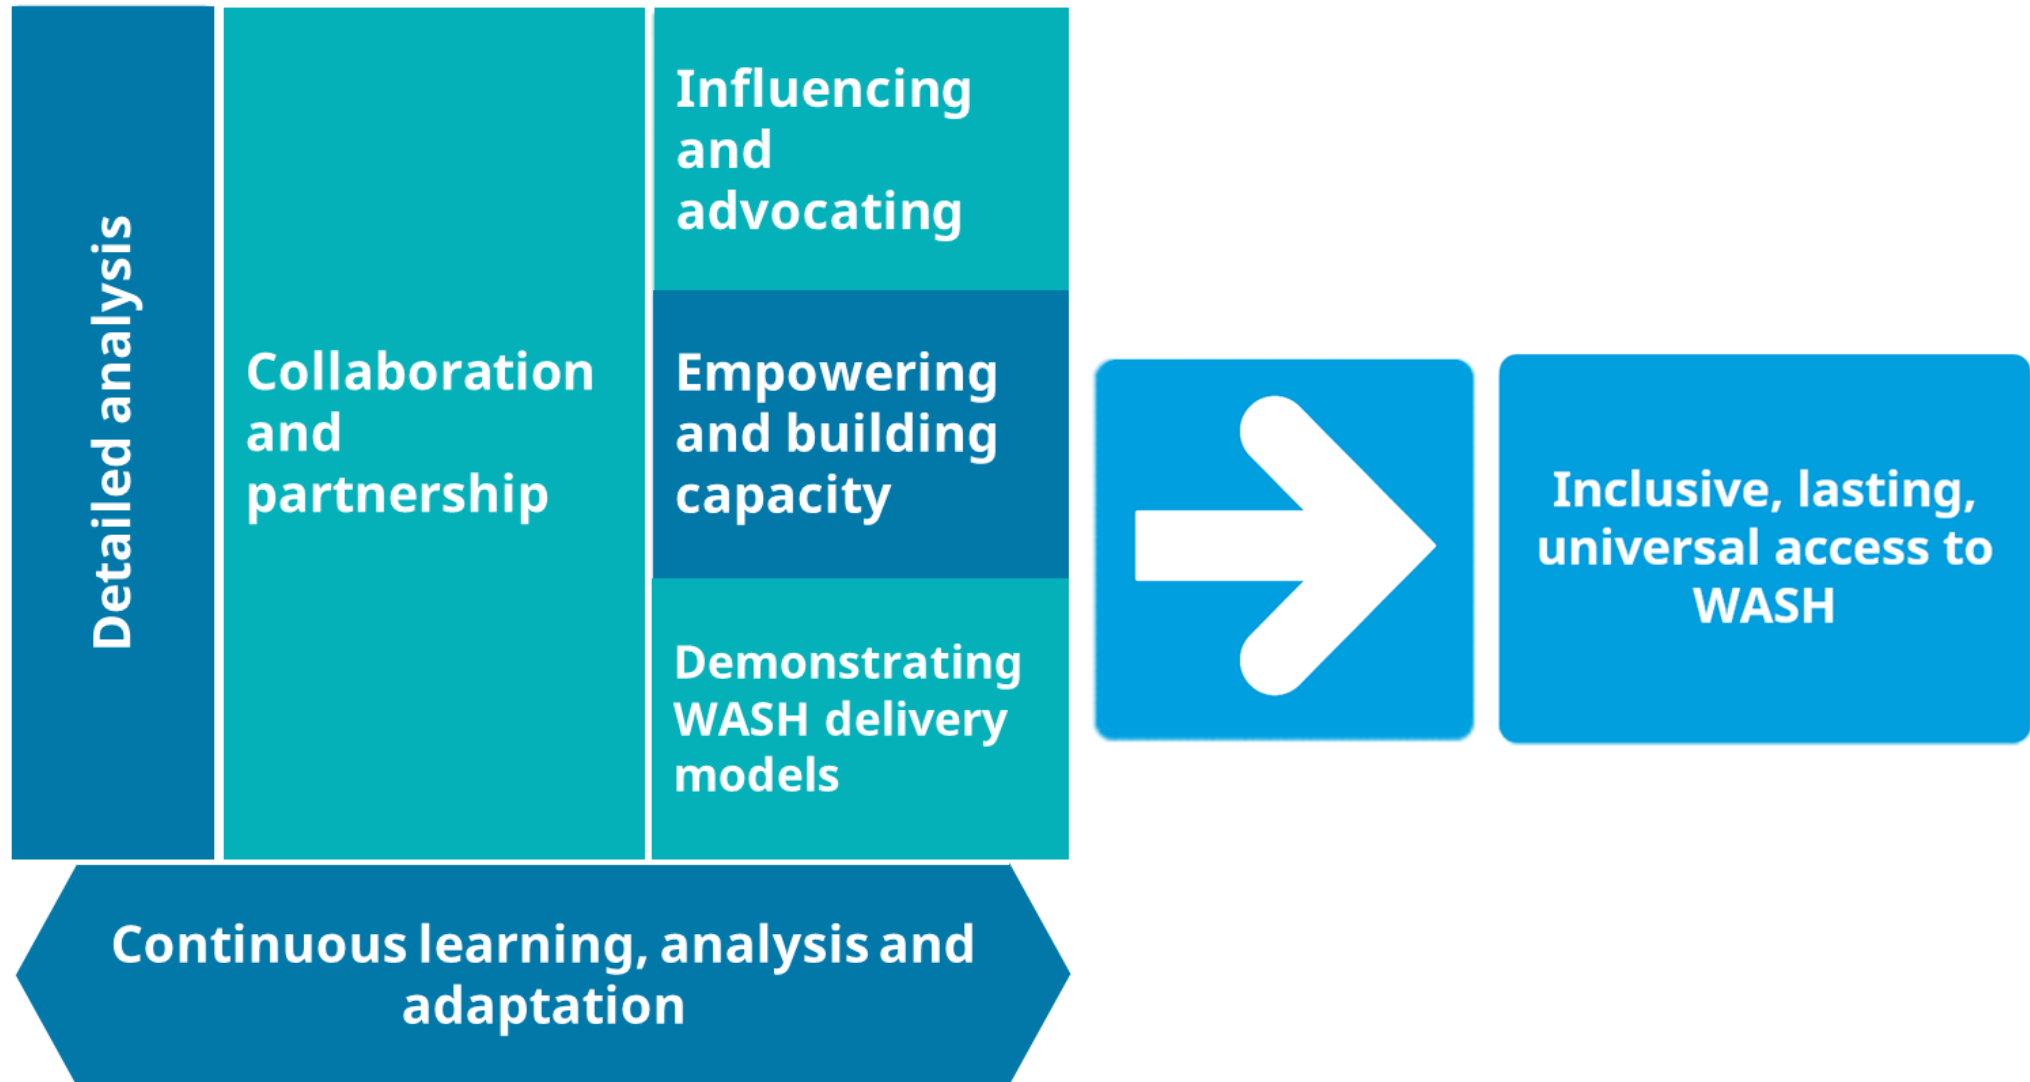 Detailed analysis
Collaboration
and
partnership
Influencing
and
advocating
Empowering
and building
capacity
Demonstrating
WASH delivery
models
Inclusive, lasting,
universal access to
WASH
Continuous learning, analysis and
adaptation